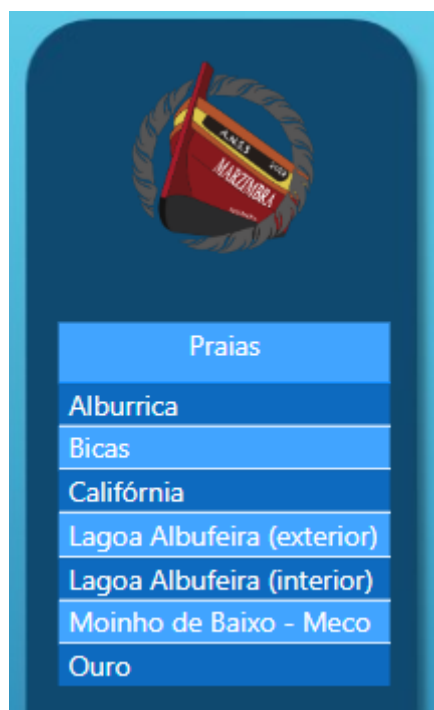 A.N.S.S
MARZIMBRA
Praias
Alburrica
Bicas
Califórnia
Lagoa Albufeira (exterior)
Lagoa Albufeira (interior)
Moinho de Baixo - Meco
Ouro